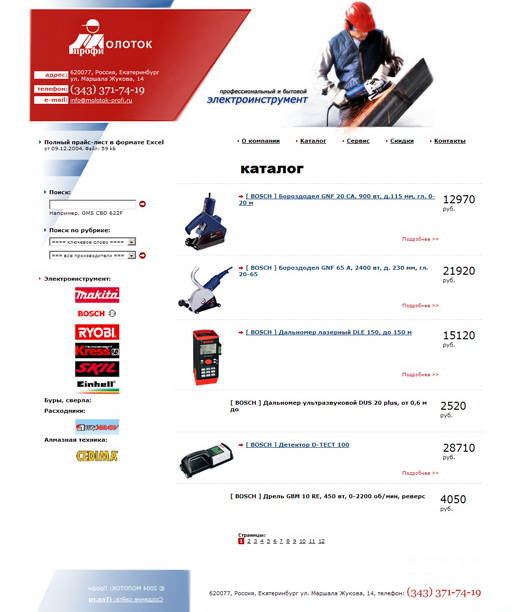 Молоток
профи
адрес: 620077, Россия, Екатеринбург
ул. Маршала Жукова, 14
телефон: (343) 371-74-19
e-mail: info@molotok-profi.ru
профессиональный и бытовой
электроинструмент
Полный прайс-лист в формате Excel
от 09.12.2004. Файл: 59 kb
О компании
Каталог
Сервис
Скидки
Контакты
каталог
Поиск:
Например, GMS CBD 622F
Поиск по рубрике:
==== ключевое слово ====
=== все производители ===
Электроинструмент:
makita
BOSCH
RYOBI
Kress
SKIL
Einhell
Буры, сверла:
Расходники:
Алмазная техника:
CEDIMA
[ BOSCH ] Бороздодел GNF 20 CA, 900 вт, д.115 мм, гл. 0-
20 м
12970
руб.
Подробнее >>
[ BOSCH ] Бороздодел GNF 65 A, 2400 вт, д. 230 мм, гл.
20-65
21920
руб.
Подробнее >>
[ BOSCH ] Дальномер лазерный DLE 150, до 150 м
15120
руб.
Подробнее >>
[ BOSCH ] Дальномер ультразвуковой DUS 20 plus, от 0,6 м
до
2520
руб.
[ BOSCH ] Детектор D-TECT 100
28710
руб.
Подробнее >>
[ BOSCH ] Дрель GBM 10 RE, 450 вт, 0-2200 об/мин, реверс
4050
руб.
Страницы:
1 2 3 4 5 6 7 8 9 10 11 12
© 2004 МОЛОТОК! Профи
Создание сайта:
620077, Россия, Екатеринбург ул. Маршала Жукова, 14, телефон: (343) 371-74-19